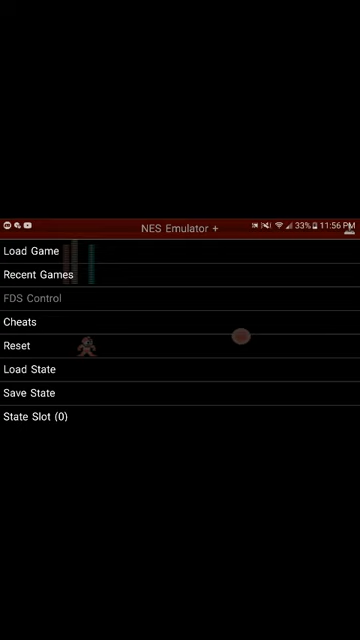 NES Emulator +
33%
11:56 PM
Load Game
Recent Games
FDS Control
Cheats
Reset
Load State
Save State
State Slot (0)